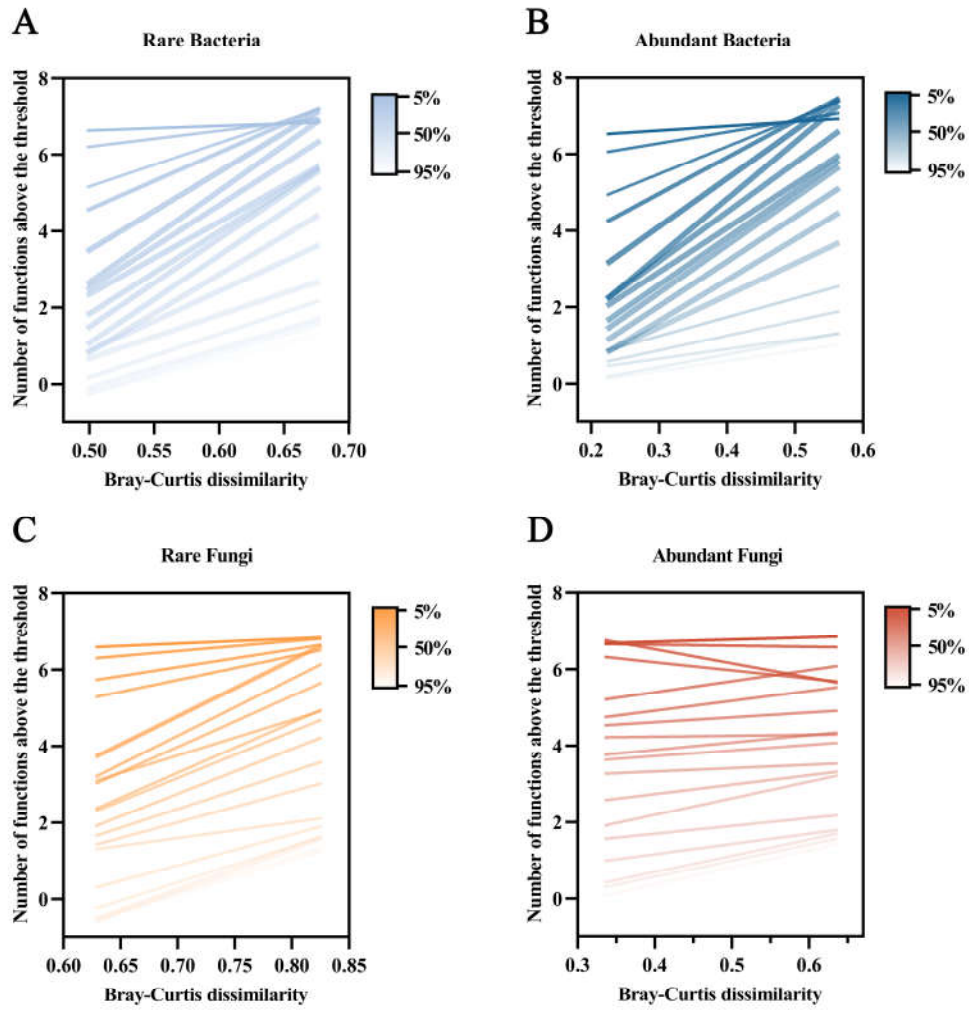 A
Rare Bacteria
Number of functions above the threshold
8
6
4
2
0
0.50 0.55 0.60 0.65 0.70
Bray-Curtis dissimilarity
5%
50%
95%
B
Abundant Bacteria
Number of functions above the threshold
8
6
4
2
0
0.2 0.3 0.4 0.5 0.6
Bray-Curtis dissimilarity
5%
50%
95%
C
Rare Fungi
Number of functions above the threshold
8
6
4
2
0
0.60 0.65 0.70 0.75 0.80 0.85
Bray-Curtis dissimilarity
5%
50%
95%
D
Abundant Fungi
Number of functions above the threshold
8
6
4
2
0
0.3 0.4 0.5 0.6
Bray-Curtis dissimilarity
5%
50%
95%